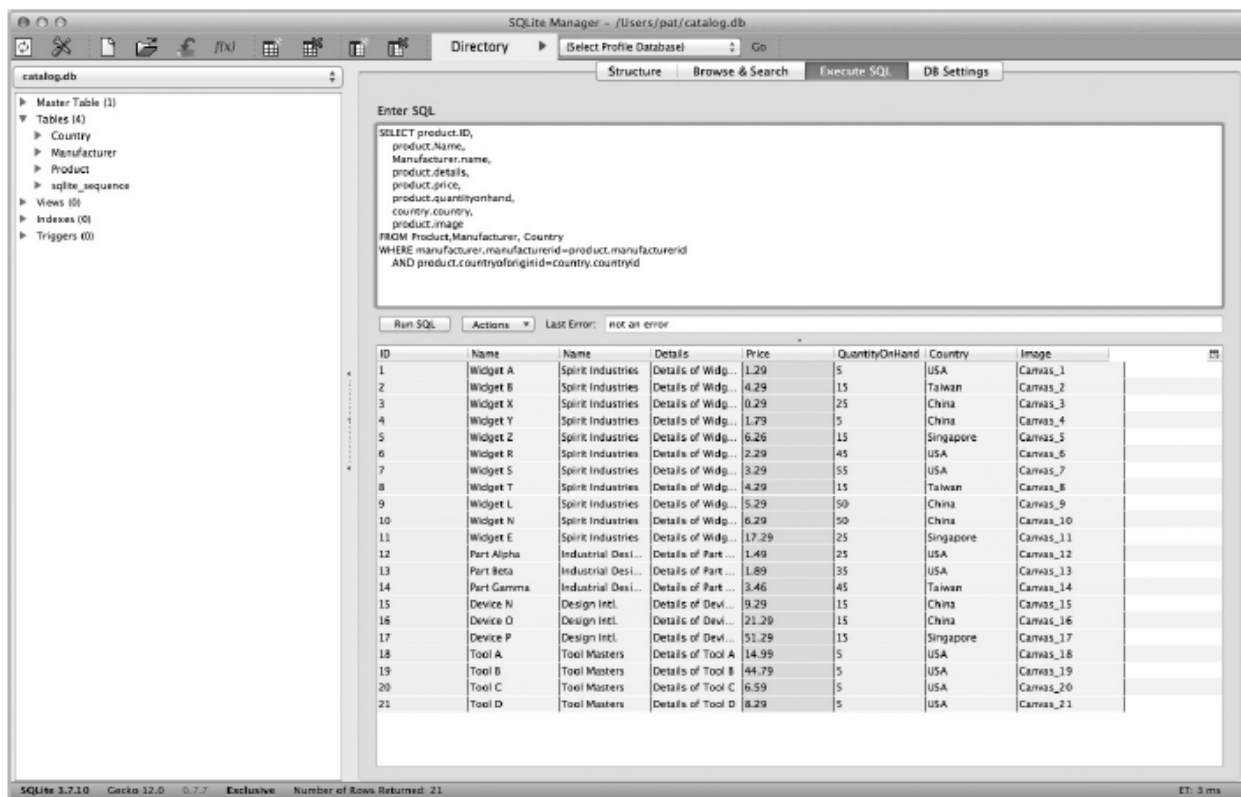 SQLite Manager - /Users/pat/catalog.db
f(x) Directory (Select Profile Database) Go
catalog.db
Master Table (1)
Tables (4)
Country
Manufacturer
Product
sqlite_sequence
Views (0)
Indexes (0)
Triggers (0)
Structure Browse & Search Execute SQL DB Settings
Enter SQL
SELECT product.ID,
product.Name,
Manufacturer.name,
product.details,
product.price,
product.quantityonhand,
country.country,
product.image
FROM Product,Manufacturer, Country
WHERE manufacturer.manufacturerid=product.manufacturerid
AND product.countryoforiginid=country.countryid
Run SQL Actions Last Error: not an error
ID Name Name Details Price QuantityOnHand Country Image
1 Widget A Spirit Industries Details of Widg... 1.29 5 USA Canvas_1
2 Widget B Spirit Industries Details of Widg... 4.29 15 Taiwan Canvas_2
3 Widget X Spirit Industries Details of Widg... 0.29 25 China Canvas_3
4 Widget Y Spirit Industries Details of Widg... 1.79 5 China Canvas_4
5 Widget Z Spirit Industries Details of Widg... 6.26 15 Singapore Canvas_5
6 Widget R Spirit Industries Details of Widg... 2.29 45 USA Canvas_6
7 Widget S Spirit Industries Details of Widg... 3.29 55 USA Canvas_7
8 Widget T Spirit Industries Details of Widg... 4.29 15 Taiwan Canvas_8
9 Widget L Spirit Industries Details of Widg... 5.29 50 China Canvas_9
10 Widget N Spirit Industries Details of Widg... 6.29 50 China Canvas_10
11 Widget E Spirit Industries Details of Widg... 17.29 25 Singapore Canvas_11
12 Part Alpha Industrial Desi... Details of Part ... 1.49 25 USA Canvas_12
13 Part Beta Industrial Desi... Details of Part ... 1.89 35 USA Canvas_13
14 Part Gamma Industrial Desi... Details of Part ... 3.46 45 Taiwan Canvas_14
15 Device N Design Intl. Details of Devi... 9.29 15 China Canvas_15
16 Device O Design Intl. Details of Devi... 21.29 15 China Canvas_16
17 Device P Design Intl. Details of Devi... 51.29 15 Singapore Canvas_17
18 Tool A Tool Masters Details of Tool A 14.99 5 USA Canvas_18
19 Tool B Tool Masters Details of Tool B 44.79 5 USA Canvas_19
20 Tool C Tool Masters Details of Tool C 6.59 5 USA Canvas_20
21 Tool D Tool Masters Details of Tool D 8.29 5 USA Canvas_21
SQLite 3.7.10 Gecko 12.0 0.7.7 Exclusive Number of Rows Returned: 21 ET: 3 ms